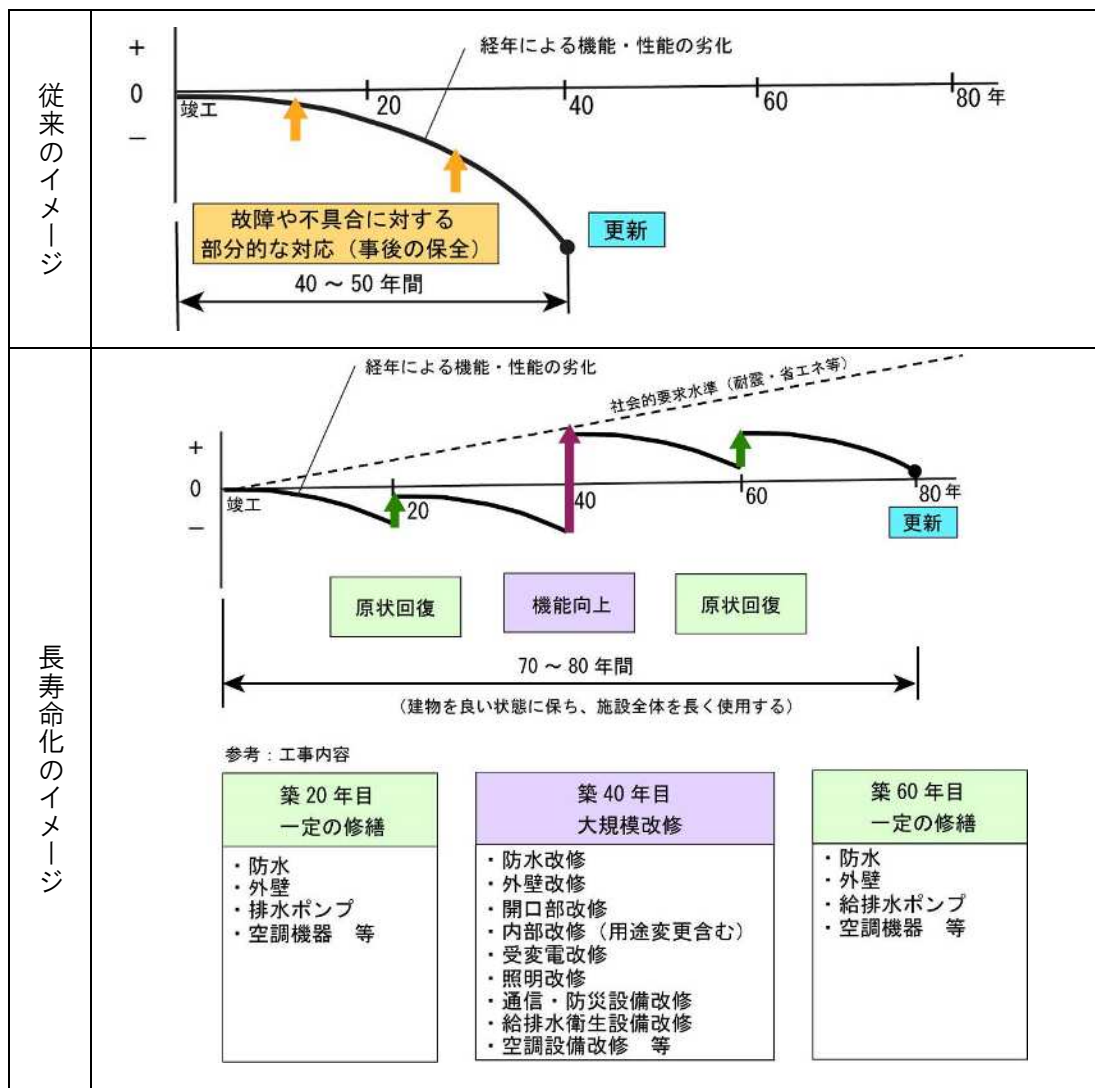 従来のイメージ
+
0
−
経年による機能・性能の劣化
竣工
20
40
60
80 年
故障や不具合に対する
部分的な対応（事後の保全）
更新
40 ～ 50 年間
長寿命化のイメージ
経年による機能・性能の劣化
社会的要求水準（耐震・省エネ等）
+
0
−
竣工
20
40
60
80 年
更新
原状回復
機能向上
原状回復
70 ～ 80 年間
（建物を良い状態に保ち、施設全体を長く使用する）
参考：工事内容
築 20 年目
一定の修繕
・防水
・外壁
・排水ポンプ
・空調機器　等
築 40 年目
大規模改修
・防水改修
・外壁改修
・開口部改修
・内部改修（用途変更含む）
・受変電改修
・照明改修
・通信・防災設備改修
・給排水衛生設備改修
・空調設備改修　等
築 60 年目
一定の修繕
・防水
・外壁
・給排水ポンプ
・空調機器　等